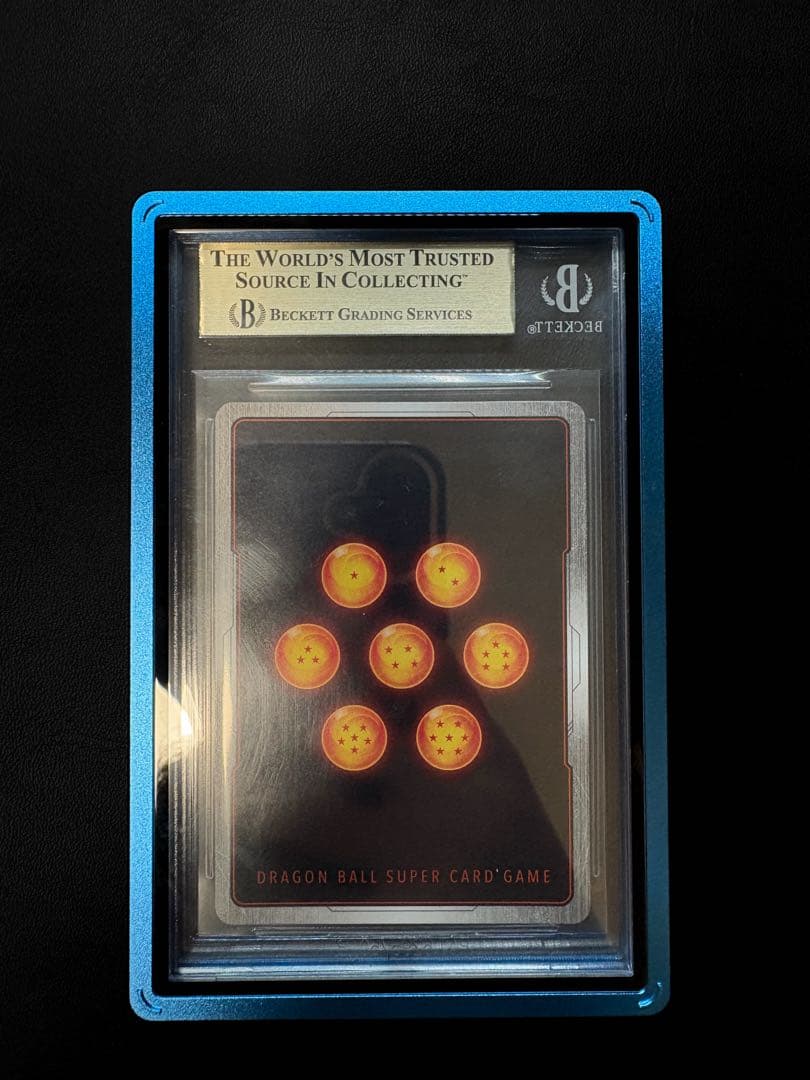 THE WORLD'S MOST TRUSTED
SOURCE IN COLLECTING™
B BECKETT GRADING SERVICES
B
BECKETT®
DRAGON BALL SUPER CARD GAME